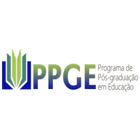 PPGE
Programa de
Pós-graduação
em Educação